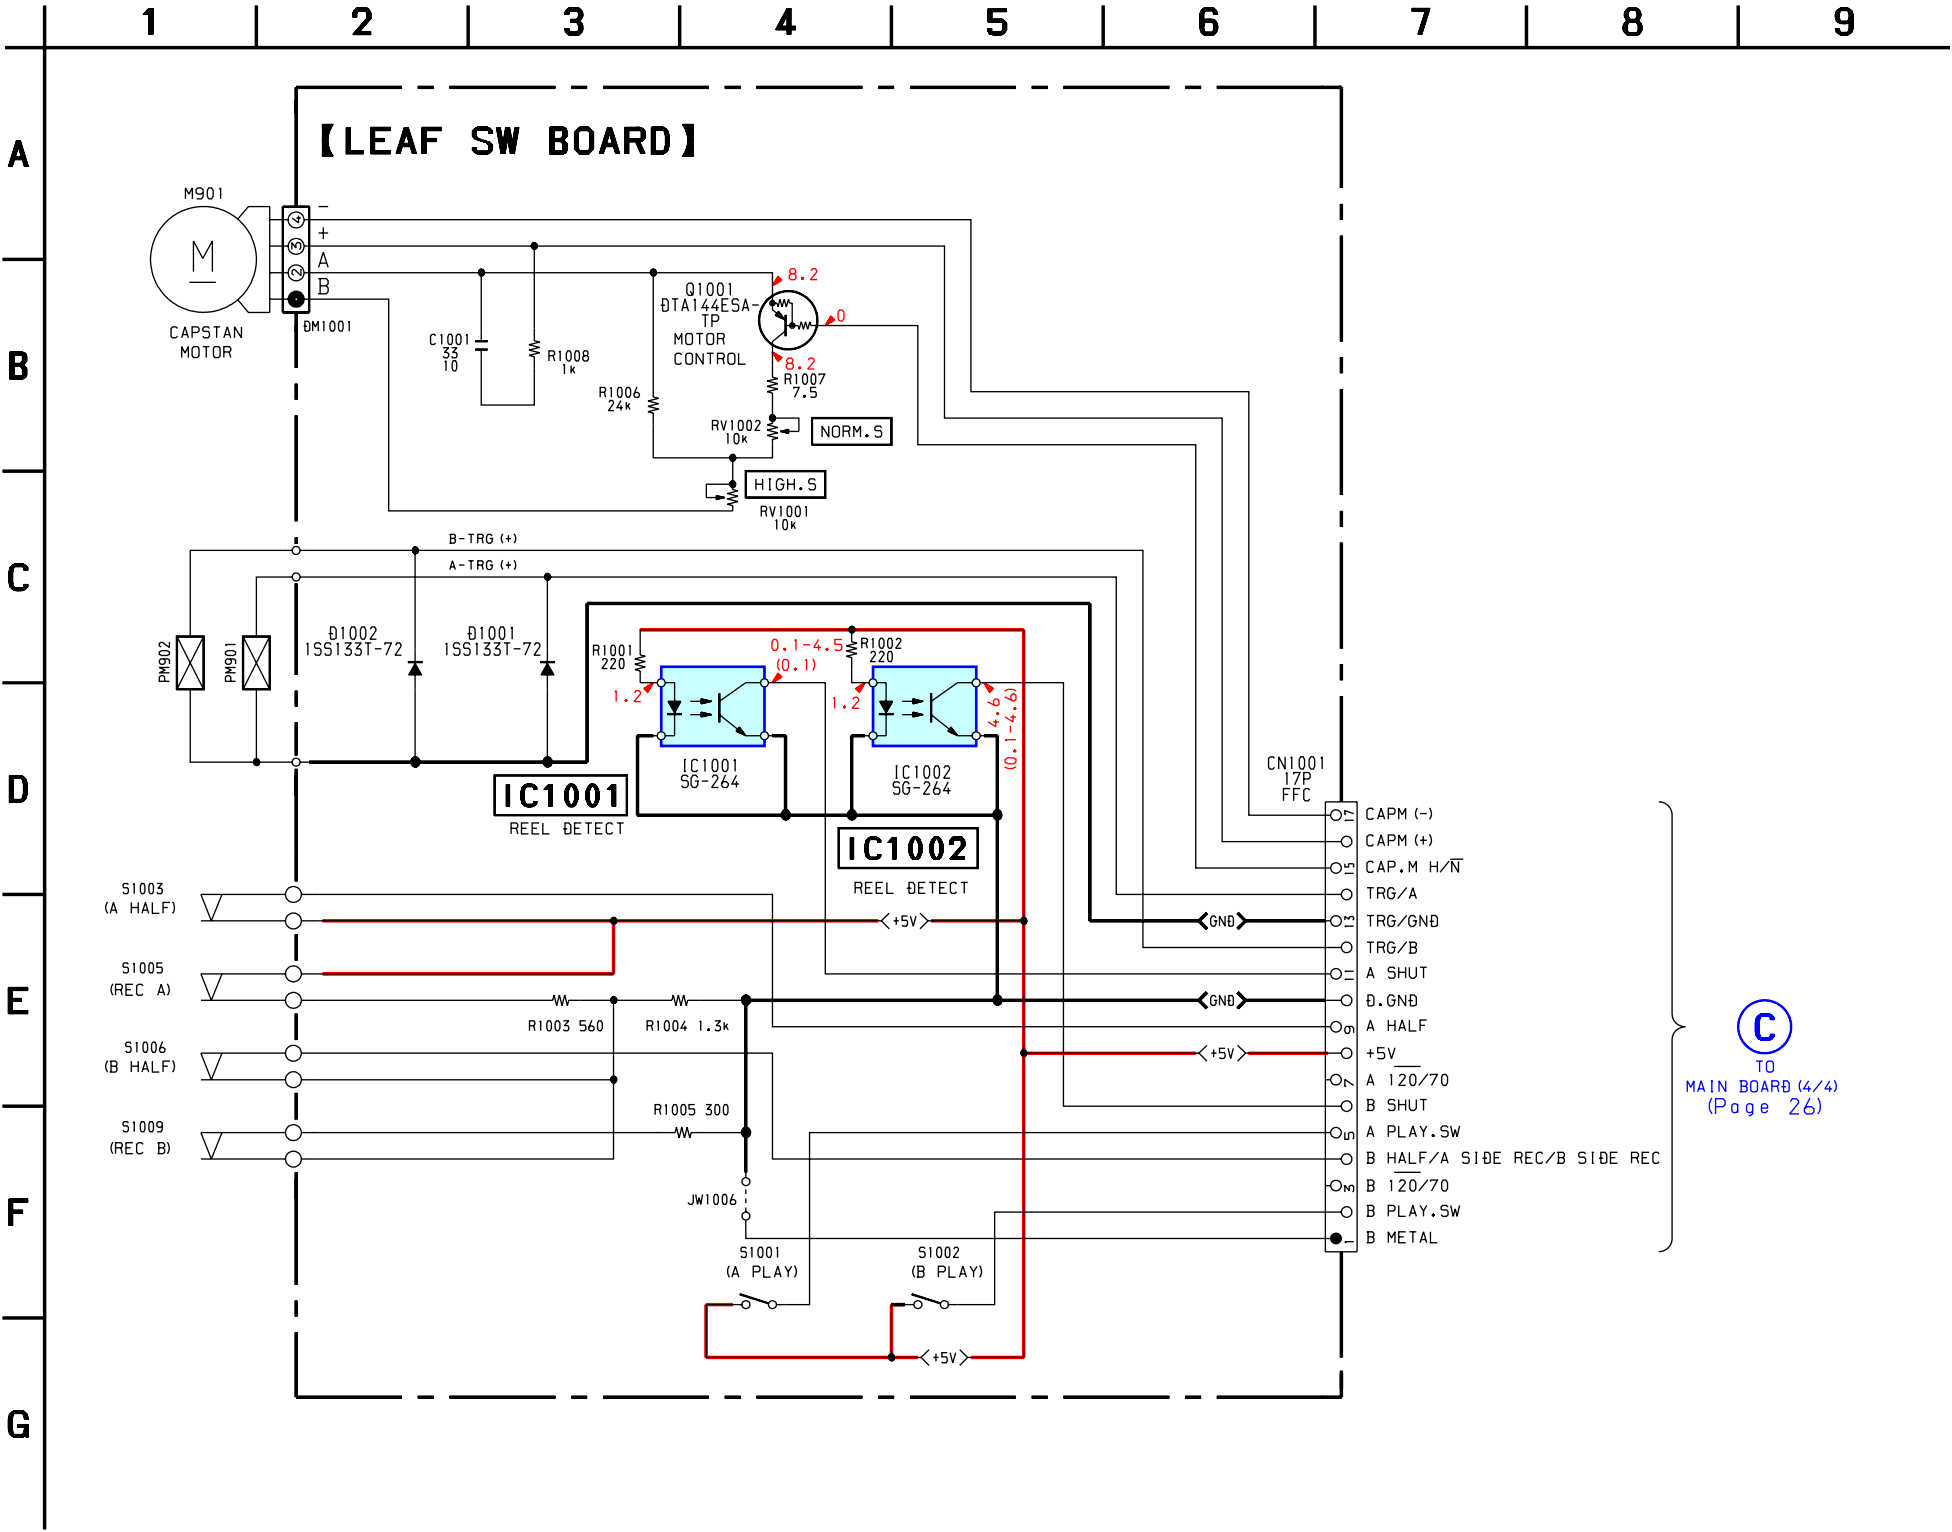 1 2 3 4 5 6 7 8 9
A
B
C
D
E
F
G
【LEAF SW BOARD】
M901
M
CAPSTAN
MOTOR
4 −
3 +
2 A
B
DM1001
C1001
33
10
R1008
1k
R1006
24k
Q1001
DTA144ESA-
TP
MOTOR
CONTROL
8.2
0
8.2
R1007
7.5
RV1002
10k
NORM.S
HIGH.S
RV1001
10k
B-TRG (+)
A-TRG (+)
PM902
PM901
D1002
1SS133T-72
D1001
1SS133T-72
R1001
220
0.1-4.5
(0.1)
R1002
220
1.2
1.2
4.6
(0.1-4.6)
IC1001
SG-264
IC1002
SG-264
IC1001
REEL DETECT
IC1002
REEL DETECT
CN1001
17P
FFC
17 CAPM (-)
CAPM (+)
15 CAP.M H/N̅
TRG/A
13 TRG/GND
TRG/B
11 A SHUT
D.GND
9 A HALF
+5V
7 A 1̅2̅0̅/70
B SHUT
5 A PLAY.SW
B HALF/A SIDE REC/B SIDE REC
3 B 1̅2̅0̅/70
B PLAY.SW
1 B METAL
S1003
(A HALF)
+5V
GND
S1005
(REC A)
GND
R1003 560
R1004 1.3k
S1006
(B HALF)
+5V
R1005 300
S1009
(REC B)
JW1006
S1001
(A PLAY)
S1002
(B PLAY)
+5V
C
TO
MAIN BOARD (4/4)
(Page 26)